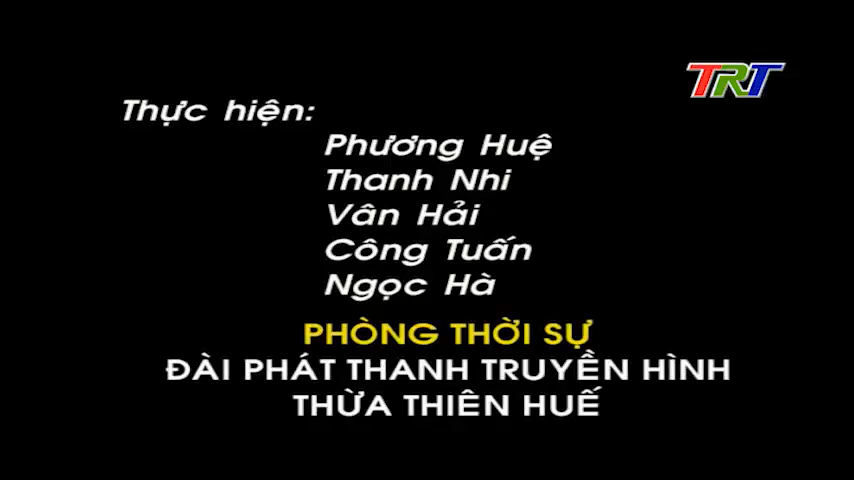 TRT
Thực hiện:
Phương Huệ
Thanh Nhi
Vân Hải
Công Tuấn
Ngọc Hà
PHÒNG THỜI SỰ
ĐÀI PHÁT THANH TRUYỀN HÌNH
THỪA THIÊN HUẾ